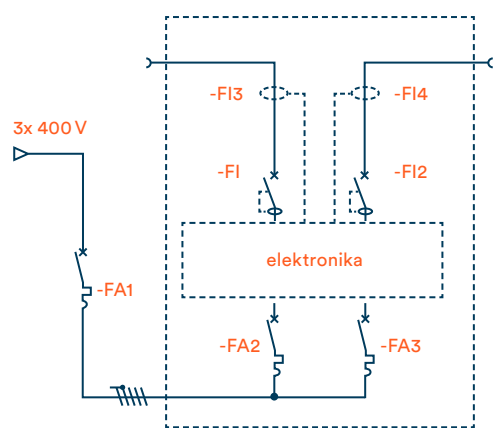 -FI3
-FI4
3x 400 V
-FI
-FI2
elektronika
-FA1
-FA2
-FA3